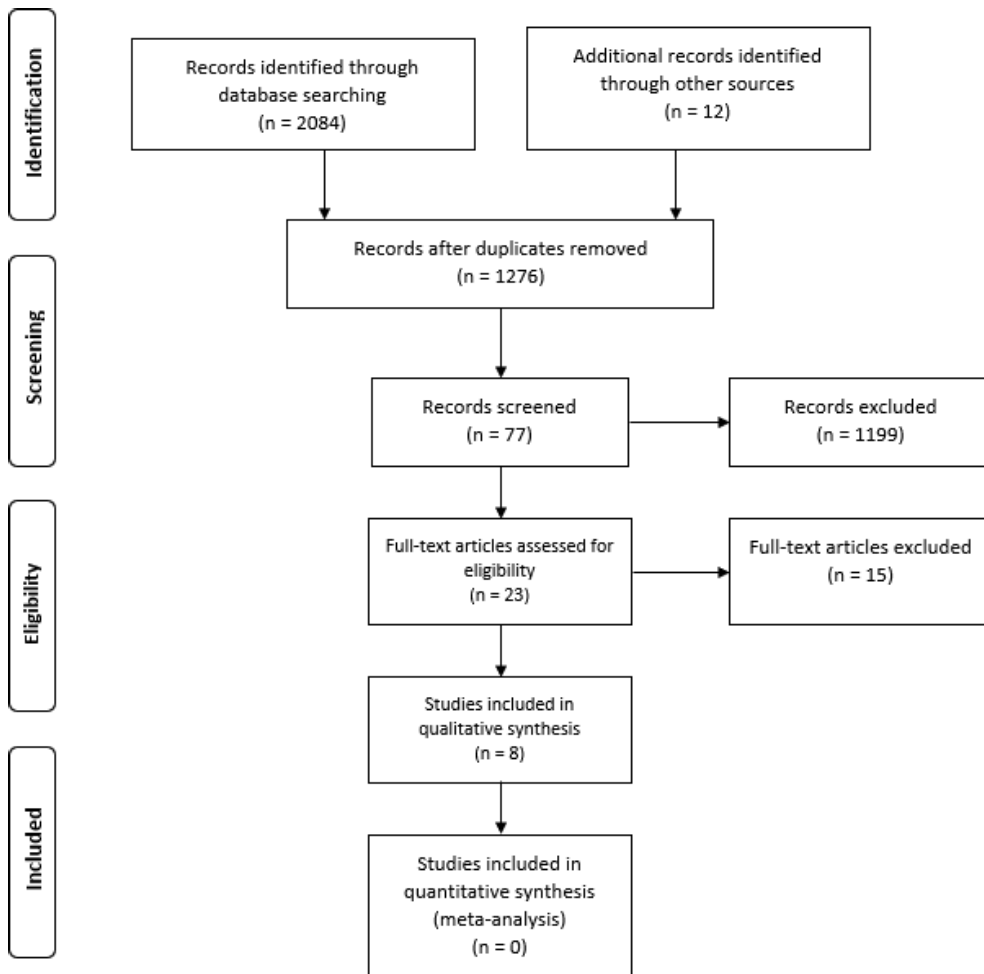 Identification
Records identified through
database searching
(n = 2084)
Additional records identified
through other sources
(n = 12)
Screening
Records after duplicates removed
(n = 1276)
Records screened
(n = 77)
Records excluded
(n = 1199)
Eligibility
Full-text articles assessed for
eligibility
(n = 23)
Full-text articles excluded
(n = 15)
Studies included in
qualitative synthesis
(n = 8)
Included
Studies included in
quantitative synthesis
(meta-analysis)
(n = 0)